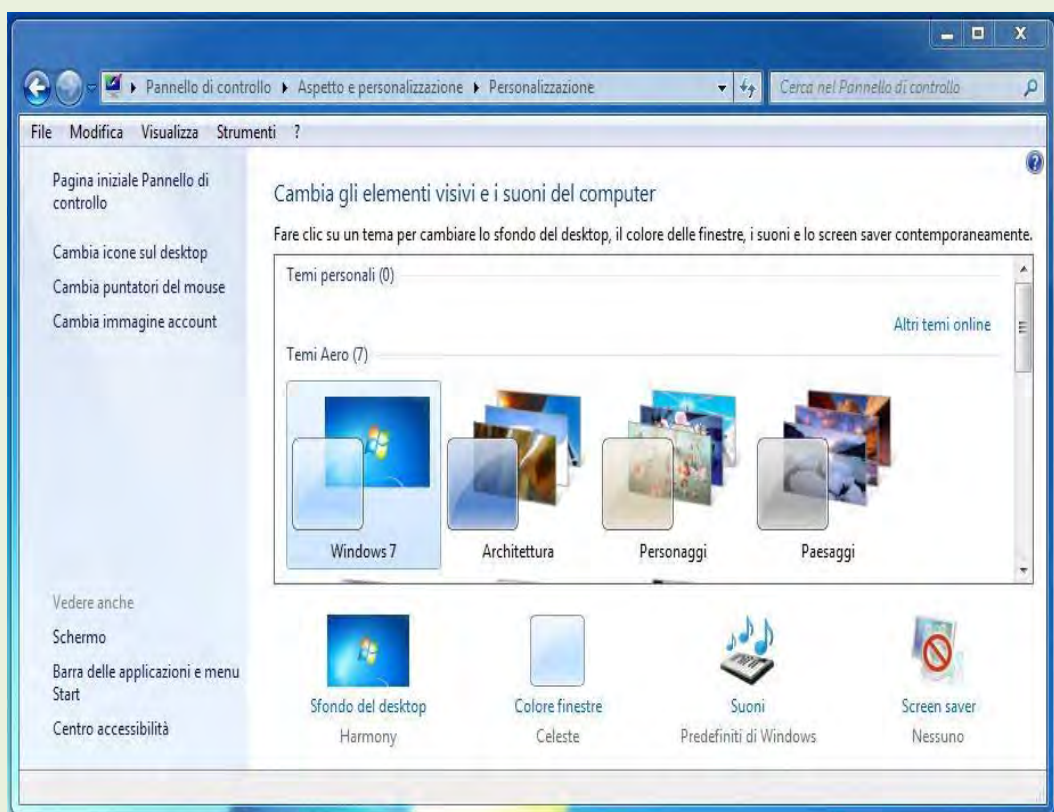 Pannello di controllo ▸ Aspetto e personalizzazione ▸ Personalizzazione
Cerca nel Pannello di controllo
File Modifica Visualizza Strumenti ?
Pagina iniziale Pannello di
controllo
Cambia icone sul desktop
Cambia puntatori del mouse
Cambia immagine account
Cambia gli elementi visivi e i suoni del computer
Fare clic su un tema per cambiare lo sfondo del desktop, il colore delle finestre, i suoni e lo screen saver contemporaneamente.
Temi personali (0)
Altri temi online
Temi Aero (7)
Windows 7
Architettura
Personaggi
Paesaggi
Vedere anche
Schermo
Barra delle applicazioni e menu
Start
Centro accessibilità
Sfondo del desktop
Harmony
Colore finestre
Celeste
Suoni
Predefiniti di Windows
Screen saver
Nessuno